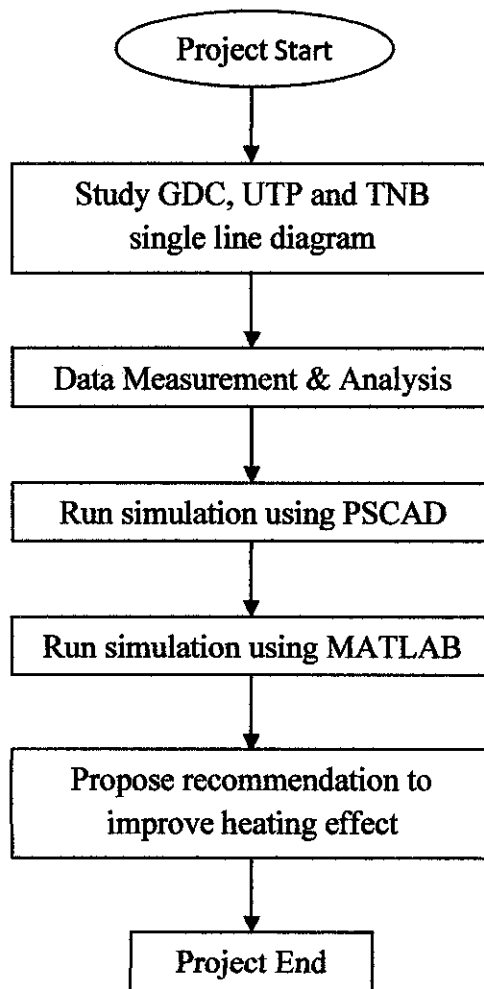 Project Start
Study GDC, UTP and TNB
single line diagram
Data Measurement & Analysis
Run simulation using PSCAD
Run simulation using MATLAB
Propose recommendation to
improve heating effect
Project End